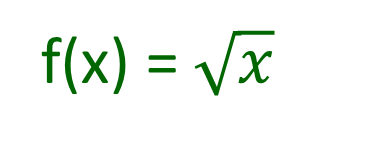 f(x) = √x